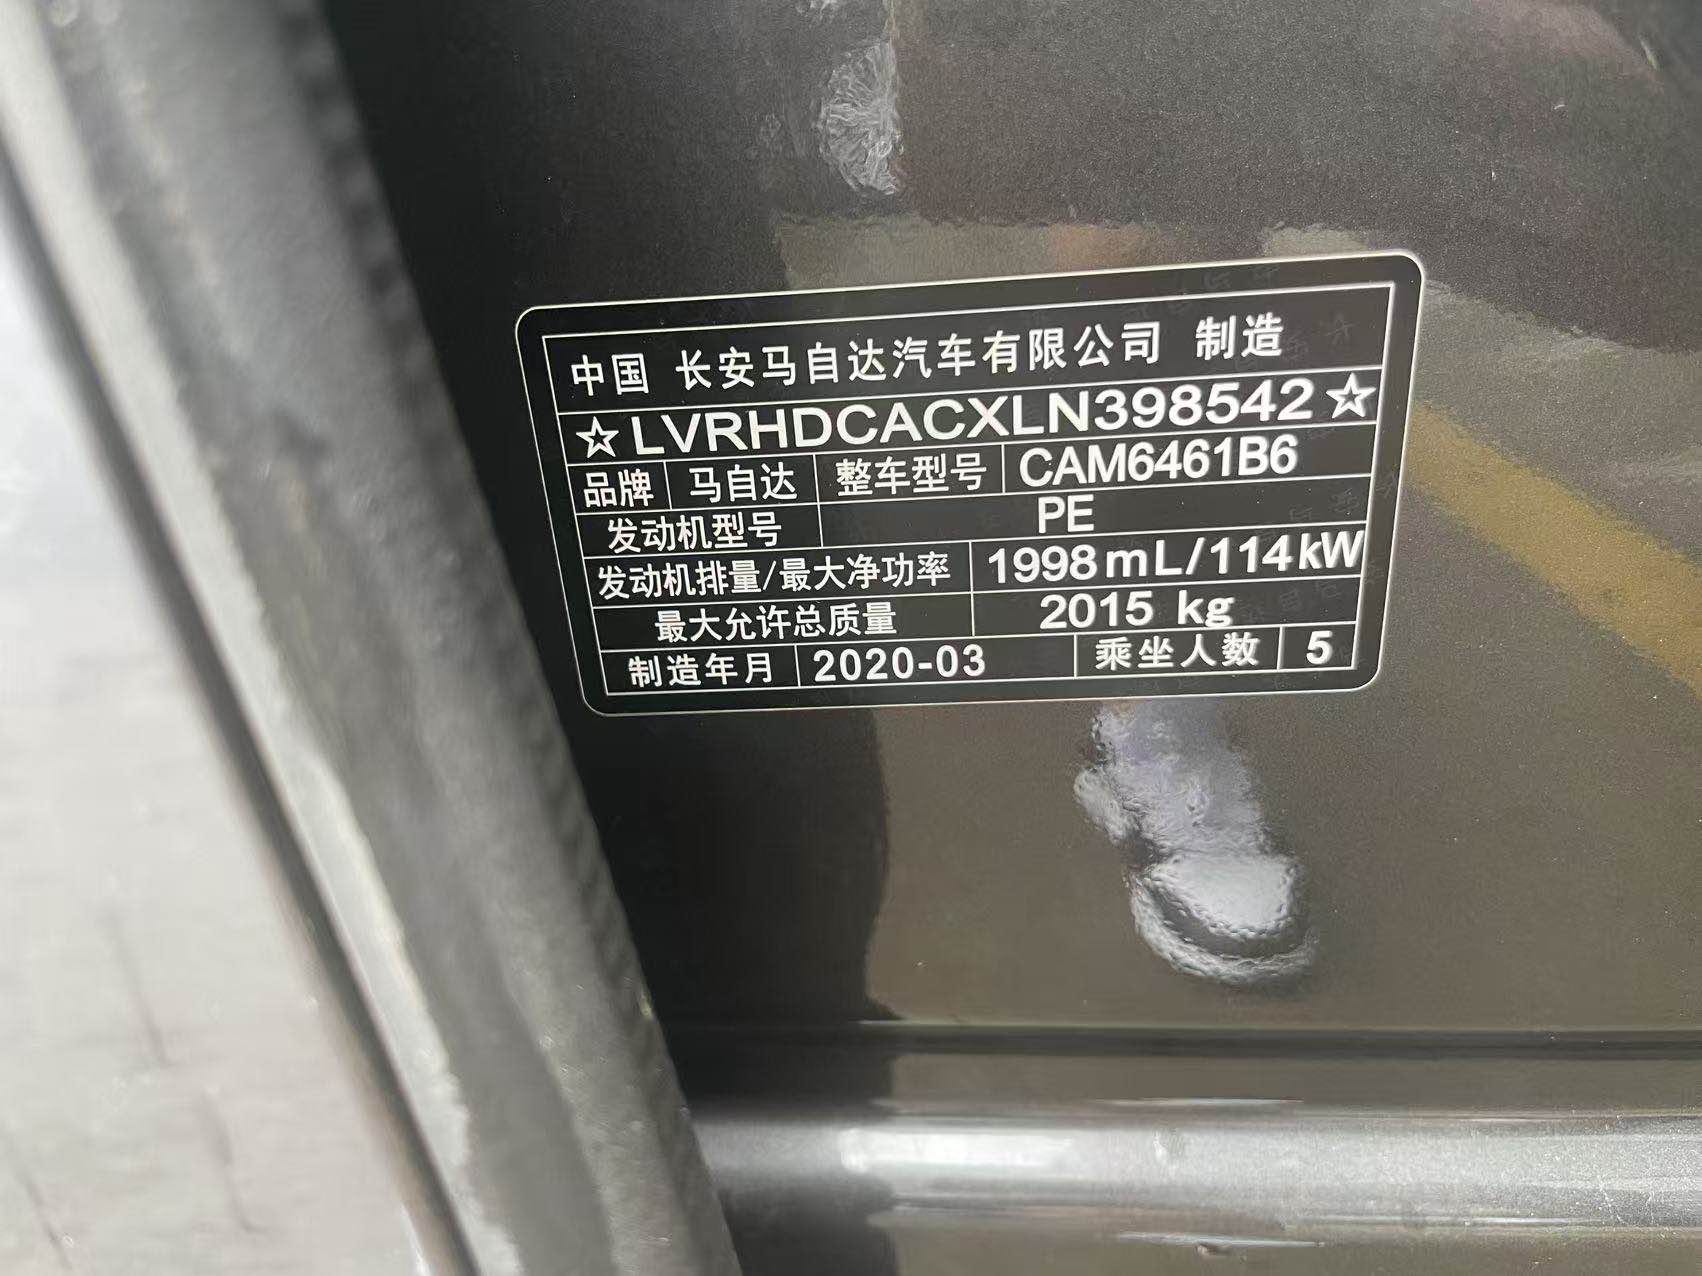 中国 长安马自达汽车有限公司 制造
☆LVRHDCACXLN398542☆
品牌 马自达 整车型号 CAM6461B6
发动机型号 PE
发动机排量/最大净功率 1998mL/114kW
最大允许总质量 2015 kg
制造年月 2020-03 乘坐人数 5